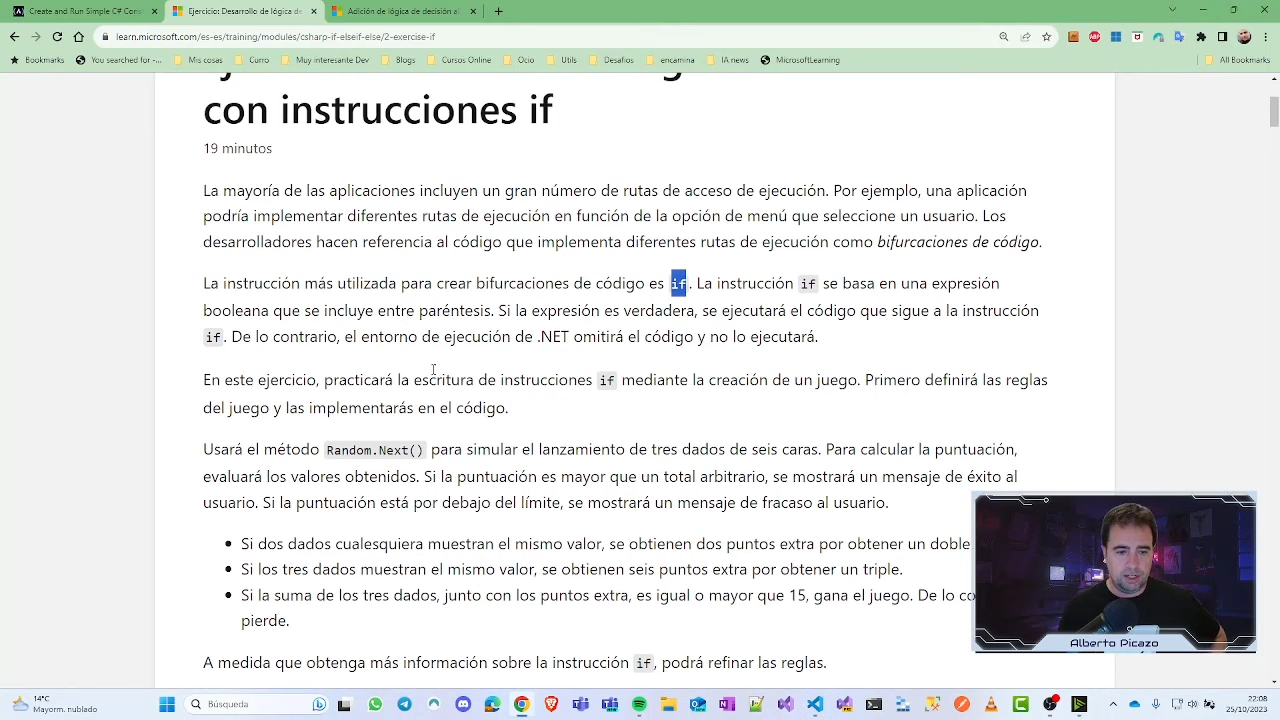 Create and Run Simple C# Cons
Ejercicio: Desarrollo de lógica de
Adición de lógica de decisión al
learn.microsoft.com/es-es/training/modules/csharp-if-elseif-else/2-exercise-if
Bookmarks
You searched for -...
Mis cosas
Curro
Muy interesante Dev
Blogs
Cursos Online
Ocio
Utils
Desafios
encamina
IA news
MicrosoftLearning
All Bookmarks
con instrucciones if
19 minutos
La mayoría de las aplicaciones incluyen un gran número de rutas de acceso de ejecución. Por ejemplo, una aplicación
podría implementar diferentes rutas de ejecución en función de la opción de menú que seleccione un usuario. Los
desarrolladores hacen referencia al código que implementa diferentes rutas de ejecución como bifurcaciones de código.
La instrucción más utilizada para crear bifurcaciones de código es if. La instrucción if se basa en una expresión
booleana que se incluye entre paréntesis. Si la expresión es verdadera, se ejecutará el código que sigue a la instrucción
if. De lo contrario, el entorno de ejecución de .NET omitirá el código y no lo ejecutará.
En este ejercicio, practicará la escritura de instrucciones if mediante la creación de un juego. Primero definirá las reglas
del juego y las implementarás en el código.
Usará el método Random.Next() para simular el lanzamiento de tres dados de seis caras. Para calcular la puntuación,
evaluará los valores obtenidos. Si la puntuación es mayor que un total arbitrario, se mostrará un mensaje de éxito al
usuario. Si la puntuación está por debajo del límite, se mostrará un mensaje de fracaso al usuario.
Si dos dados cualesquiera muestran el mismo valor, se obtienen dos puntos extra por obtener un doble
Si los tres dados muestran el mismo valor, se obtienen seis puntos extra por obtener un triple.
Si la suma de los tres dados, junto con los puntos extra, es igual o mayor que 15, gana el juego. De lo co
pierde.
Alberto Picazo
A medida que obtenga más información sobre la instrucción if, podrá refinar las reglas.
14°C
Mayorm. nublado
Búsqueda
22:08
25/10/2023